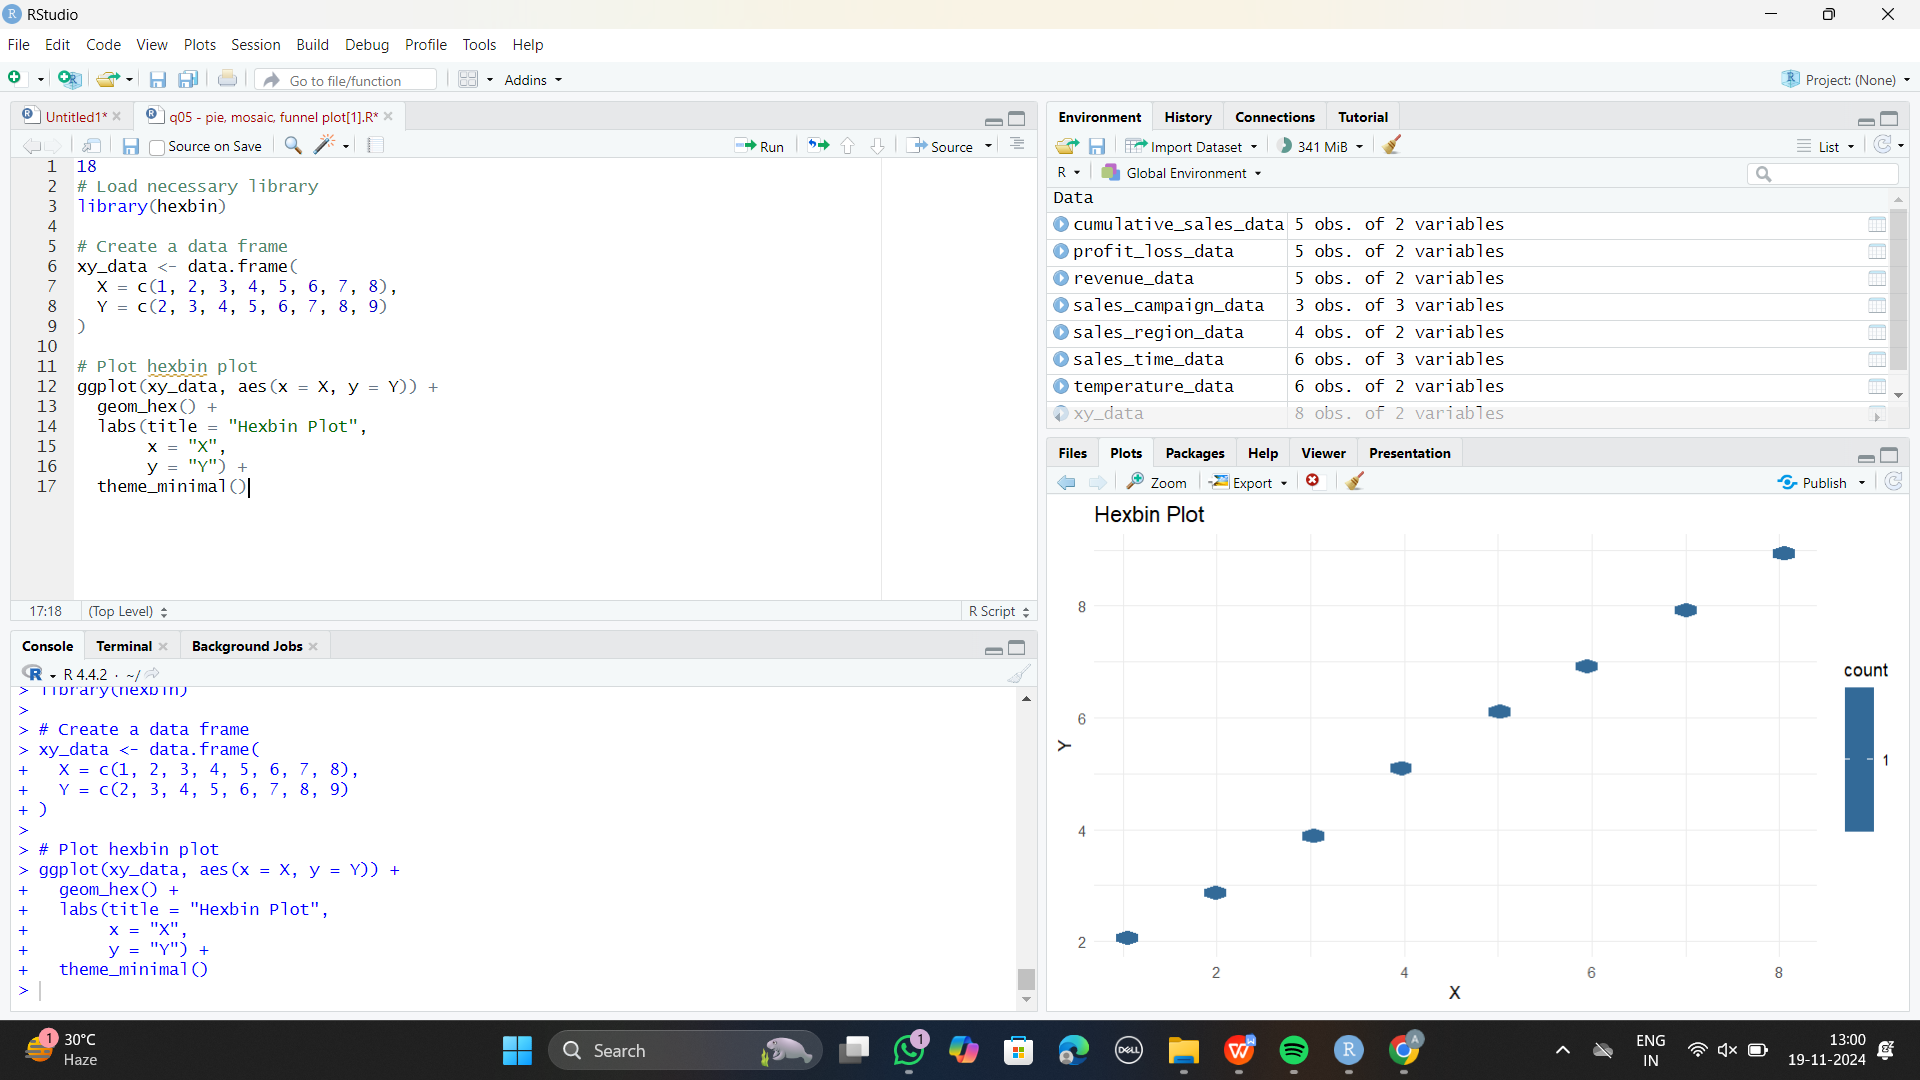 RStudio
File Edit Code View Plots Session Build Debug Profile Tools Help
Go to file/function Addins Project: (None)
Untitled1* q05 - pie, mosaic, funnel plot[1].R*
Source on Save Run Source
1 18
2 # Load necessary library
3 library(hexbin)
4
5 # Create a data frame
6 xy_data <- data.frame(
7 X = c(1, 2, 3, 4, 5, 6, 7, 8),
8 Y = c(2, 3, 4, 5, 6, 7, 8, 9)
9 )
10
11 # Plot hexbin plot
12 ggplot(xy_data, aes(x = X, y = Y)) +
13 geom_hex() +
14 labs(title = "Hexbin Plot",
15 x = "X",
16 y = "Y") +
17 theme_minimal()
17:18 (Top Level) R Script
Console Terminal Background Jobs
R R 4.4.2 · ~/
> library(hexbin)
>
> # Create a data frame
> xy_data <- data.frame(
+ X = c(1, 2, 3, 4, 5, 6, 7, 8),
+ Y = c(2, 3, 4, 5, 6, 7, 8, 9)
+ )
>
> # Plot hexbin plot
> ggplot(xy_data, aes(x = X, y = Y)) +
+ geom_hex() +
+ labs(title = "Hexbin Plot",
+ x = "X",
+ y = "Y") +
+ theme_minimal()
>
Environment History Connections Tutorial
Import Dataset 341 MiB List
R Global Environment
Data
cumulative_sales_data 5 obs. of 2 variables
profit_loss_data 5 obs. of 2 variables
revenue_data 5 obs. of 2 variables
sales_campaign_data 3 obs. of 3 variables
sales_region_data 4 obs. of 2 variables
sales_time_data 6 obs. of 3 variables
temperature_data 6 obs. of 2 variables
xy_data 8 obs. of 2 variables
Files Plots Packages Help Viewer Presentation
Zoom Export Publish
Hexbin Plot
8
6
4
2
Y
2 4 6 8
X
count
1
1 30°C
Haze
Search
1
DELL
W
R
A
ENG
IN
13:00
19-11-2024